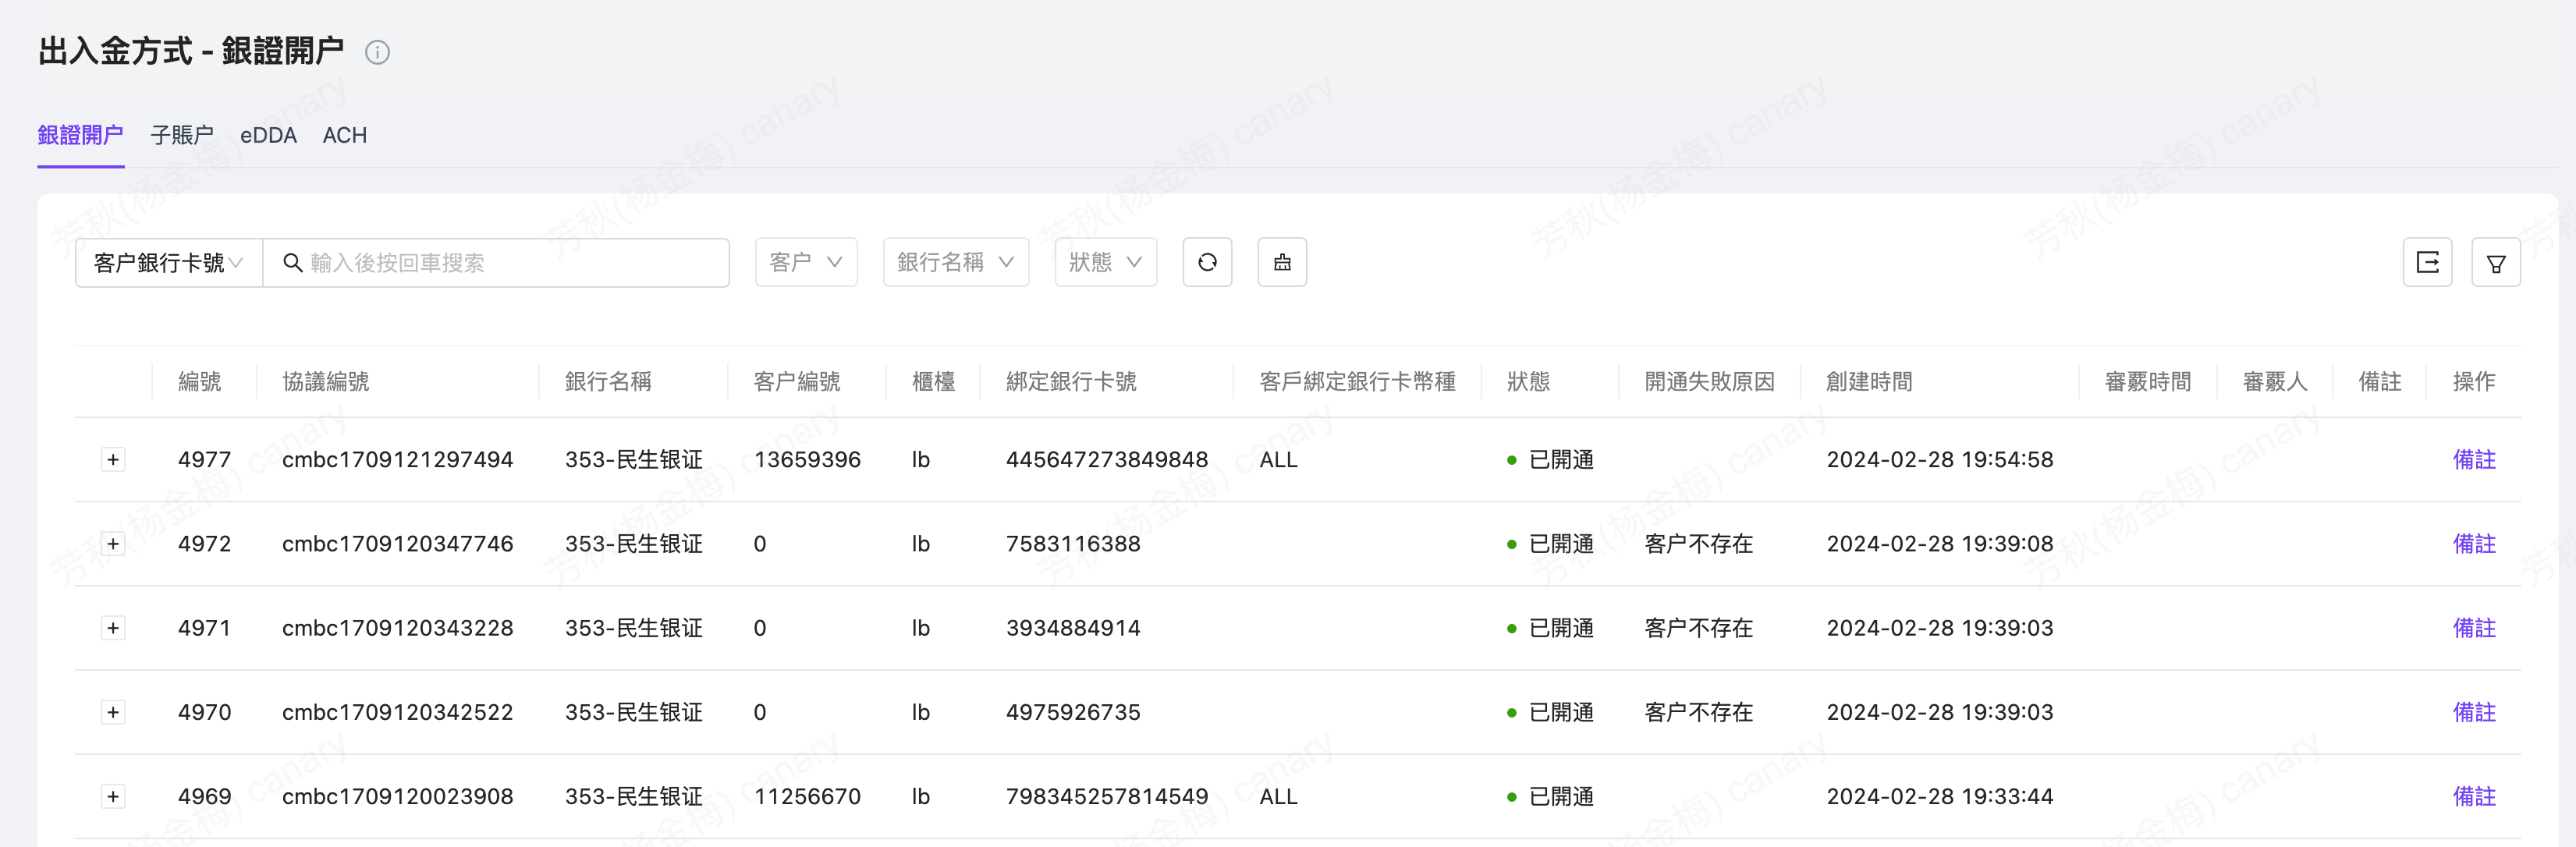 出入金方式 - 銀證開户
銀證開户 子賬户 eDDA ACH
客户銀行卡號 輸入後按回車搜索 客户 銀行名稱 狀態
編號 協議編號 銀行名稱 客户編號 櫃檯 綁定銀行卡號 客戶綁定銀行卡幣種 狀態 開通失敗原因 創建時間 審覈時間 審覈人 備註 操作
4977 cmbc1709121297494 353-民生银证 13659396 lb 445647273849848 ALL 已開通 2024-02-28 19:54:58 備註
4972 cmbc1709120347746 353-民生银证 0 lb 7583116388 已開通 客户不存在 2024-02-28 19:39:08 備註
4971 cmbc1709120343228 353-民生银证 0 lb 3934884914 已開通 客户不存在 2024-02-28 19:39:03 備註
4970 cmbc1709120342522 353-民生银证 0 lb 4975926735 已開通 客户不存在 2024-02-28 19:39:03 備註
4969 cmbc1709120023908 353-民生银证 11256670 lb 798345257814549 ALL 已開通 2024-02-28 19:33:44 備註
芳秋(杨金梅) canary